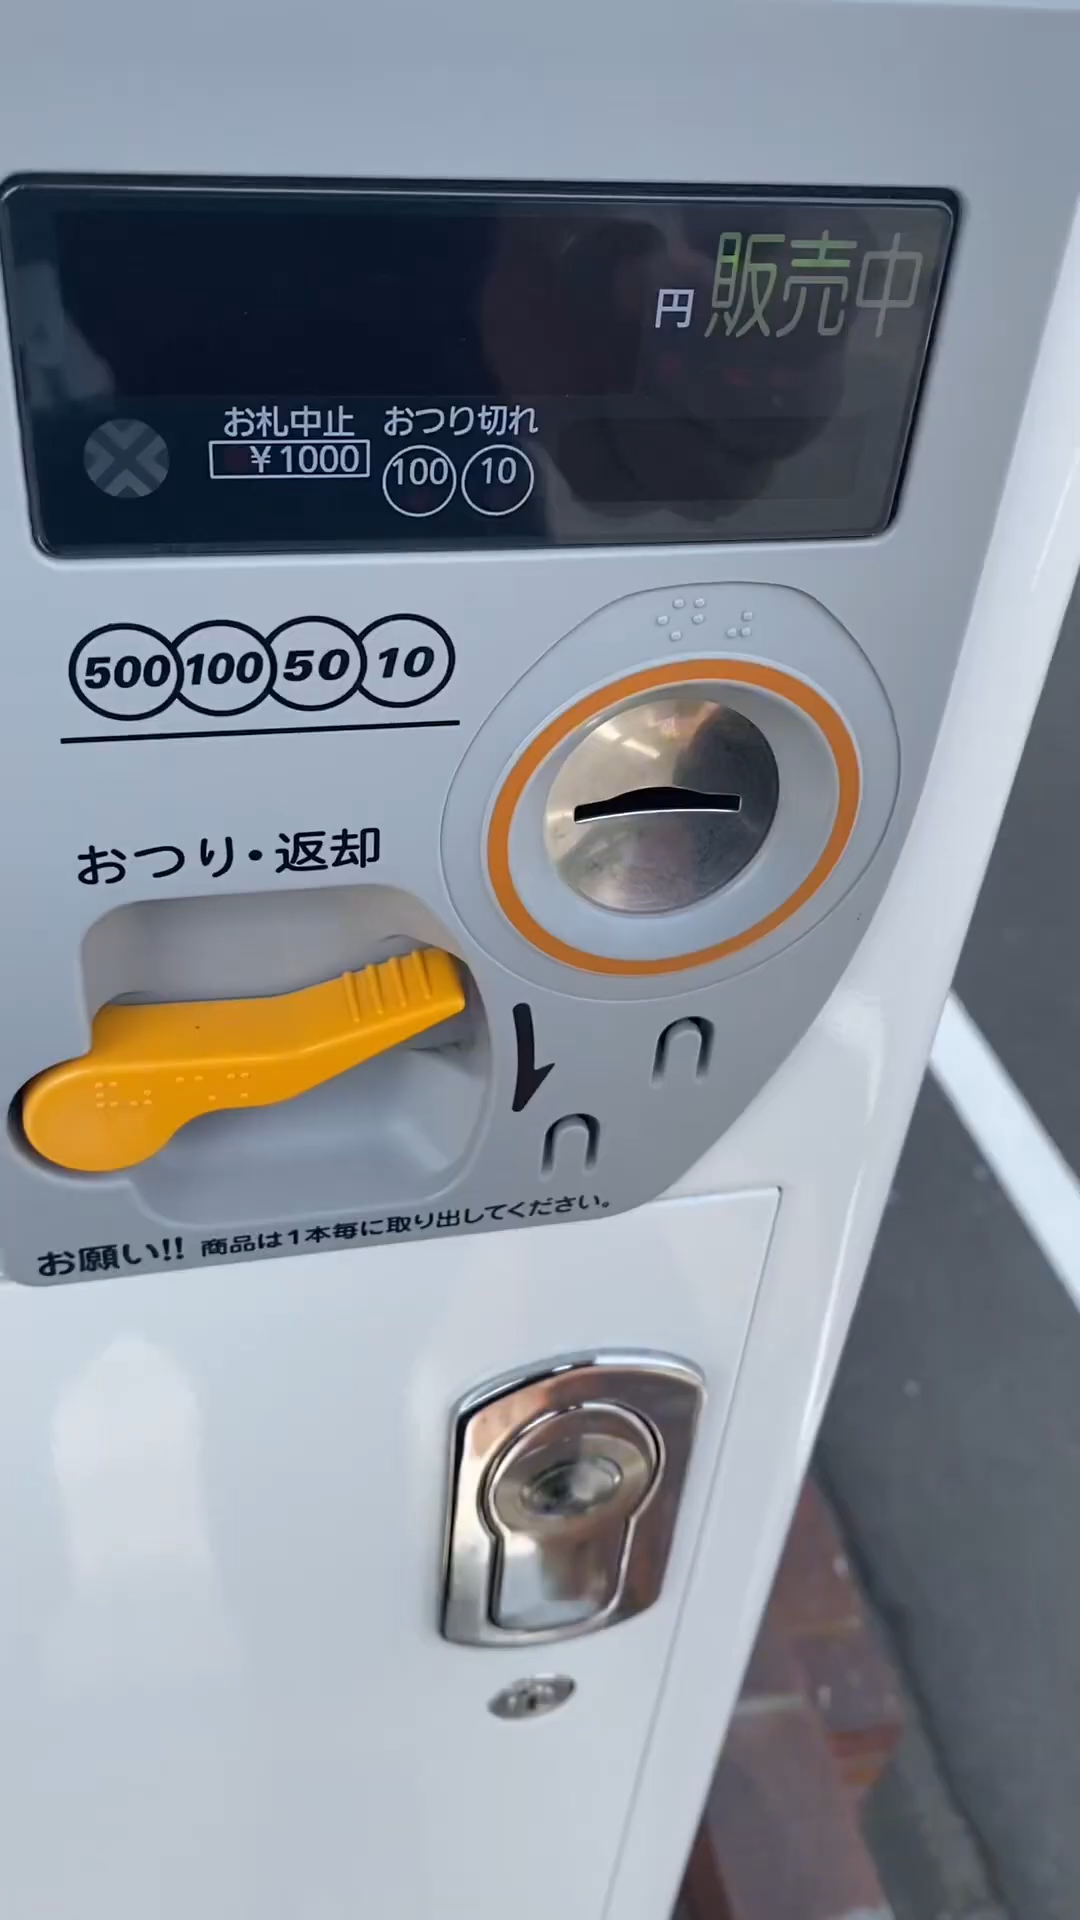 円 販売中
お札中止 おつり切れ
¥1000 100 10
500 100 50 10
おつり・返却
お願い!! 商品は1本毎に取り出してください。